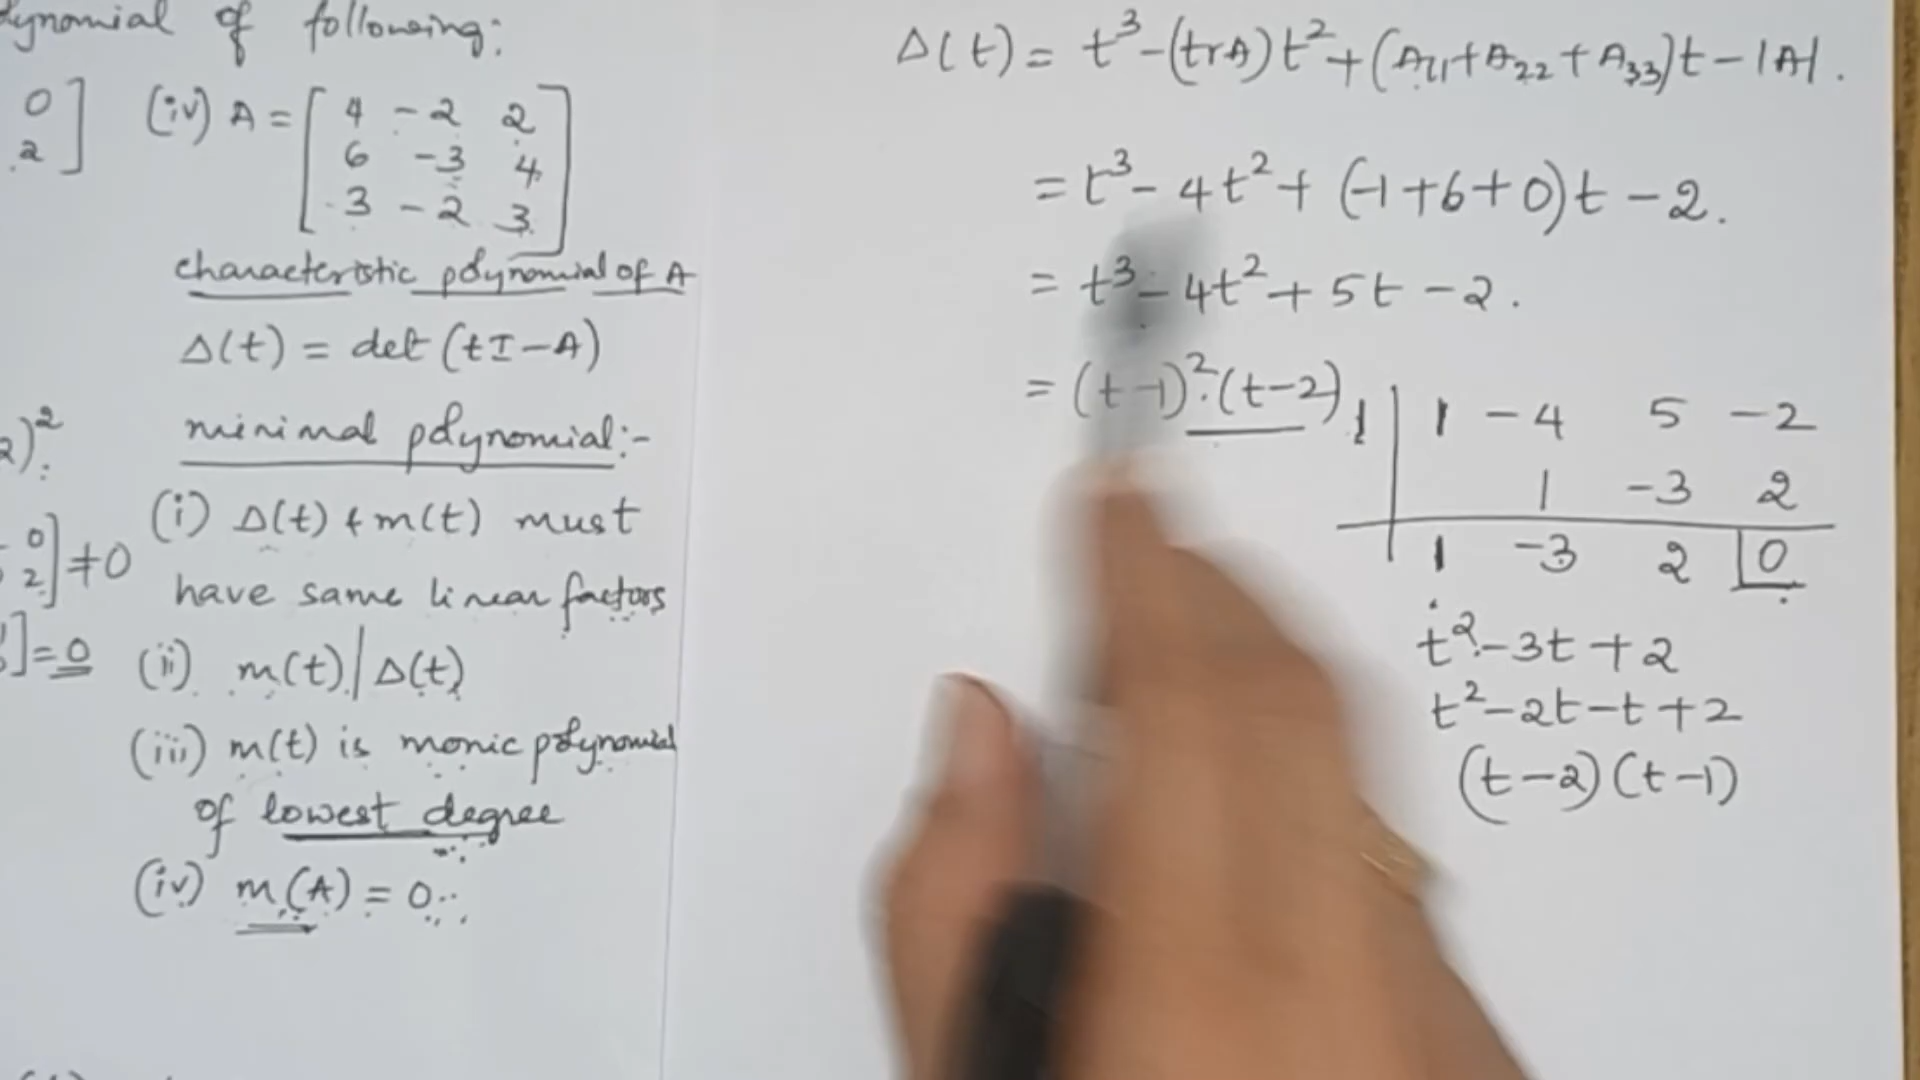 of following:
0
2
(iv) A = [ 4 -2 2
6 -3 4
3 -2 3 ]
characteristic polynomial of A
Δ(t) = det (tI - A)
)²
minimal polynomial:-
(i) Δ(t) & m(t) must
have same linear factors
0
2 ] ≠ 0
] = 0
(ii) m(t) | Δ(t)
(iii) m(t) is monic polynomial
of lowest degree
(iv) m(A) = 0
Δ(t) = t³ - (trA)t² + (A₁₁ + A₂₂ + A₃₃)t - |A|.
= t³ - 4t² + (-1 + 6 + 0)t - 2.
= t³ - 4t² + 5t - 2.
= (t-1)² · (t-2)
1 | 1 -4 5 -2
1 -3 2
1 -3 2 0
t² - 3t + 2
t² - 2t - t + 2
(t - 2)(t - 1)